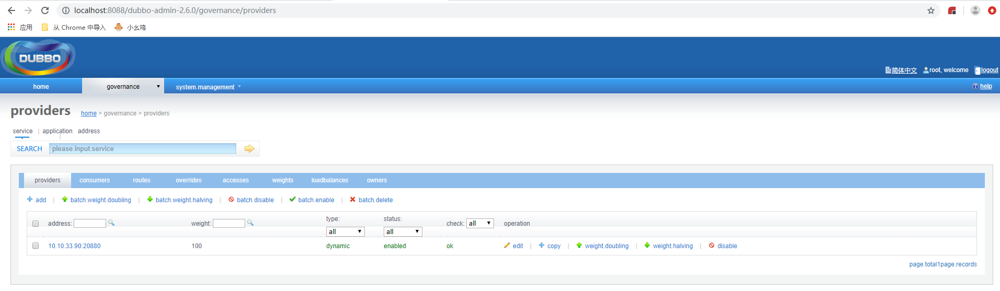 localhost:8088/dubbo-admin-2.6.0/governance/providers
应用 从 Chrome 中导入 小幺鸡
DUBBO
简体中文 root, welcome logout
home governance system.management help
providers home > governance > providers
service | application address
SEARCH please.input.service
providers consumers routes overrides accesses weights loadbalances owners
add | batch.weight.doubling | batch.weight.halving | batch.disable | batch.enable | batch.delete
address: weight: type: all status: all check: all operation
10.10.33.90:20880 100 dynamic enabled ok edit | copy | weight.doubling | weight.halving | disable
page.total1page.records